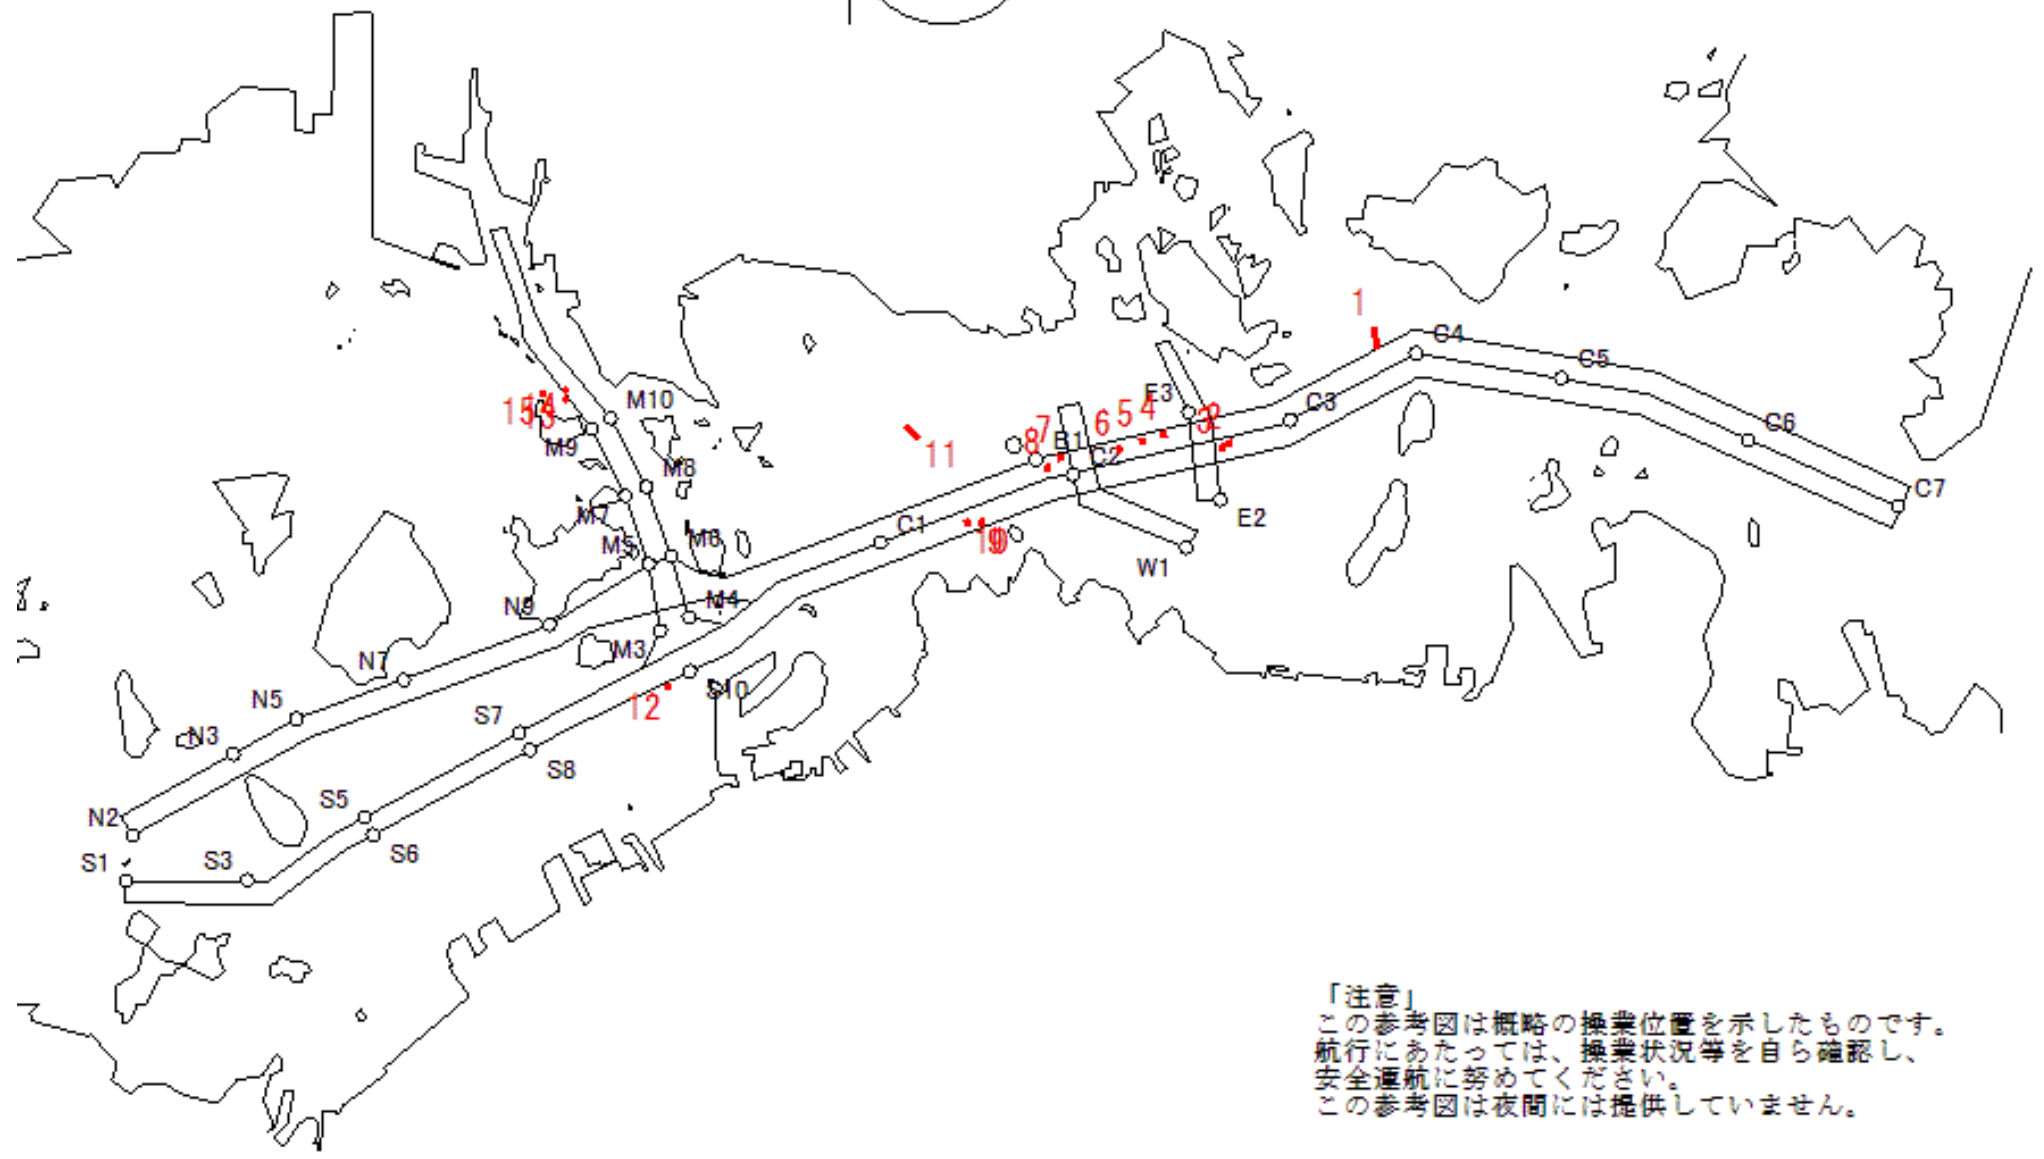 1
C4
C5
C6
C7
C3
E3
E2
W1
3
2
4
5
6
7
8
B1
C2
C1
11
9
10
M10
M9
M8
M7
M6
M5
M4
M3
15
14
13
N9
N7
N5
N3
N2
S1
S3
S5
S6
S7
S8
S10
12
「注意」
この参考図は概略の操業位置を示したものです。
航行にあたっては、操業状況等を自ら確認し、
安全運航に努めてください。
この参考図は夜間には提供していません。